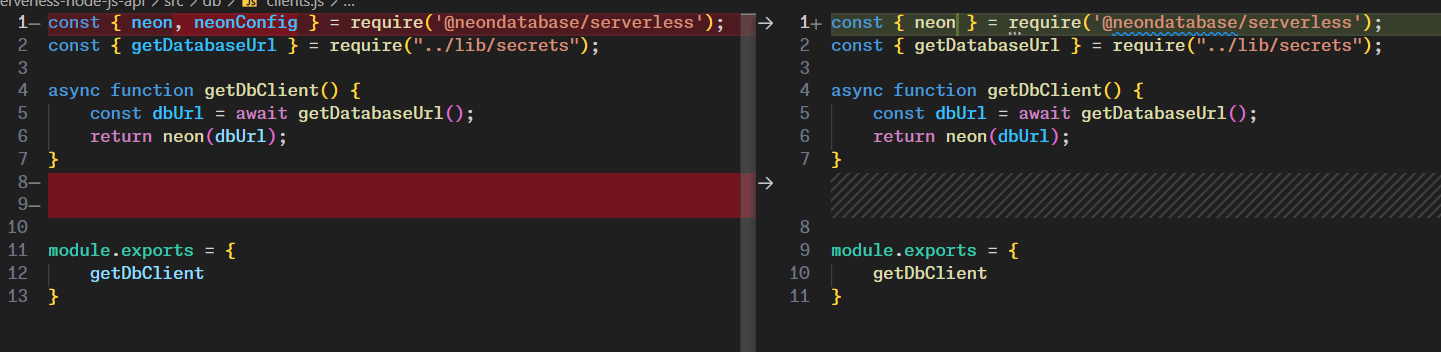 serverless-node-js-api > src > db > JS clients.js > ...
1— const { neon, neonConfig } = require('@neondatabase/serverless');
2 const { getDatabaseUrl } = require("../lib/secrets");
3
4 async function getDbClient() {
5 const dbUrl = await getDatabaseUrl();
6 return neon(dbUrl);
7 }
8—
9—
10
11 module.exports = {
12 getDbClient
13 }
→
→
1+ const { neon } = require('@neondatabase/serverless');
2 const { getDatabaseUrl } = require("../lib/secrets");
3
4 async function getDbClient() {
5 const dbUrl = await getDatabaseUrl();
6 return neon(dbUrl);
7 }
8
9 module.exports = {
10 getDbClient
11 }